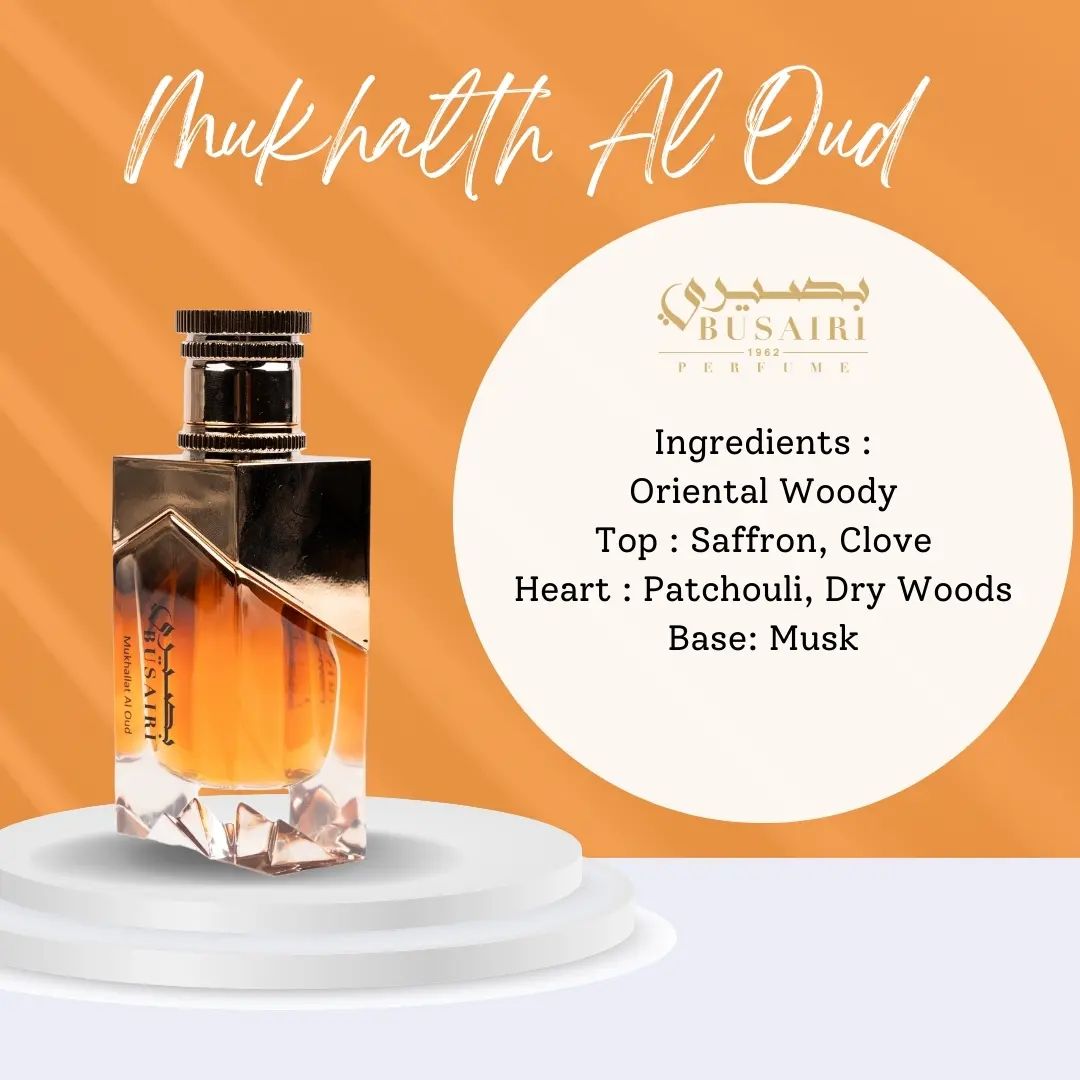 Mukhalth Al Oud
بصيري
BUSAIRI
1962
PERFUME
Ingredients :
Oriental Woody
Top : Saffron, Clove
Heart : Patchouli, Dry Woods
Base: Musk
بصيري
BUSAIRI
Mukhallat Al Oud